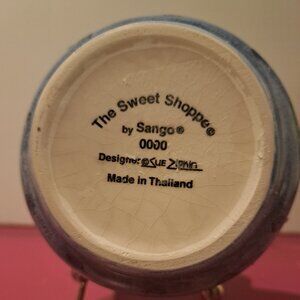 The Sweet Shoppe©
by Sango®
0000
Designer ©SUE ZIPKIN
Made in Thailand